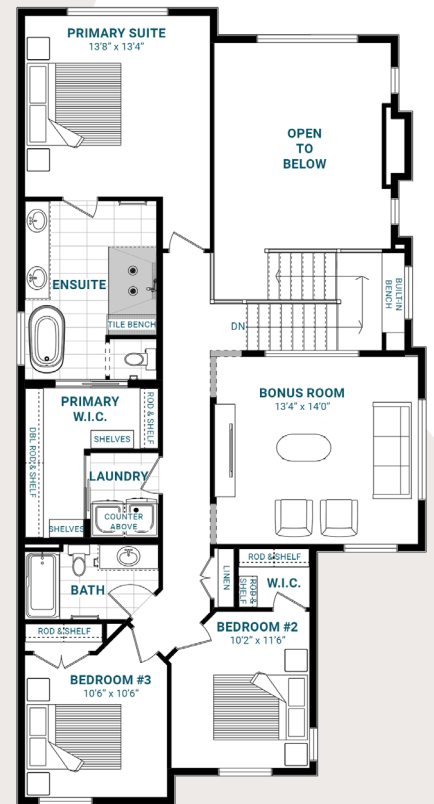 PRIMARY SUITE
13'8" x 13'4"
OPEN
TO
BELOW
ENSUITE
TILE BENCH
BUILT-IN
BENCH
DN
PRIMARY
W.I.C.
ROD & SHELF
SHELVES
DBL ROD & SHELF
BONUS ROOM
13'4" x 14'0"
LAUNDRY
COUNTER
ABOVE
SHELVES
BATH
LINEN
ROD & SHELF
W.I.C.
ROD &
SHELF
ROD & SHELF
BEDROOM #2
10'2" x 11'6"
BEDROOM #3
10'6" x 10'6"